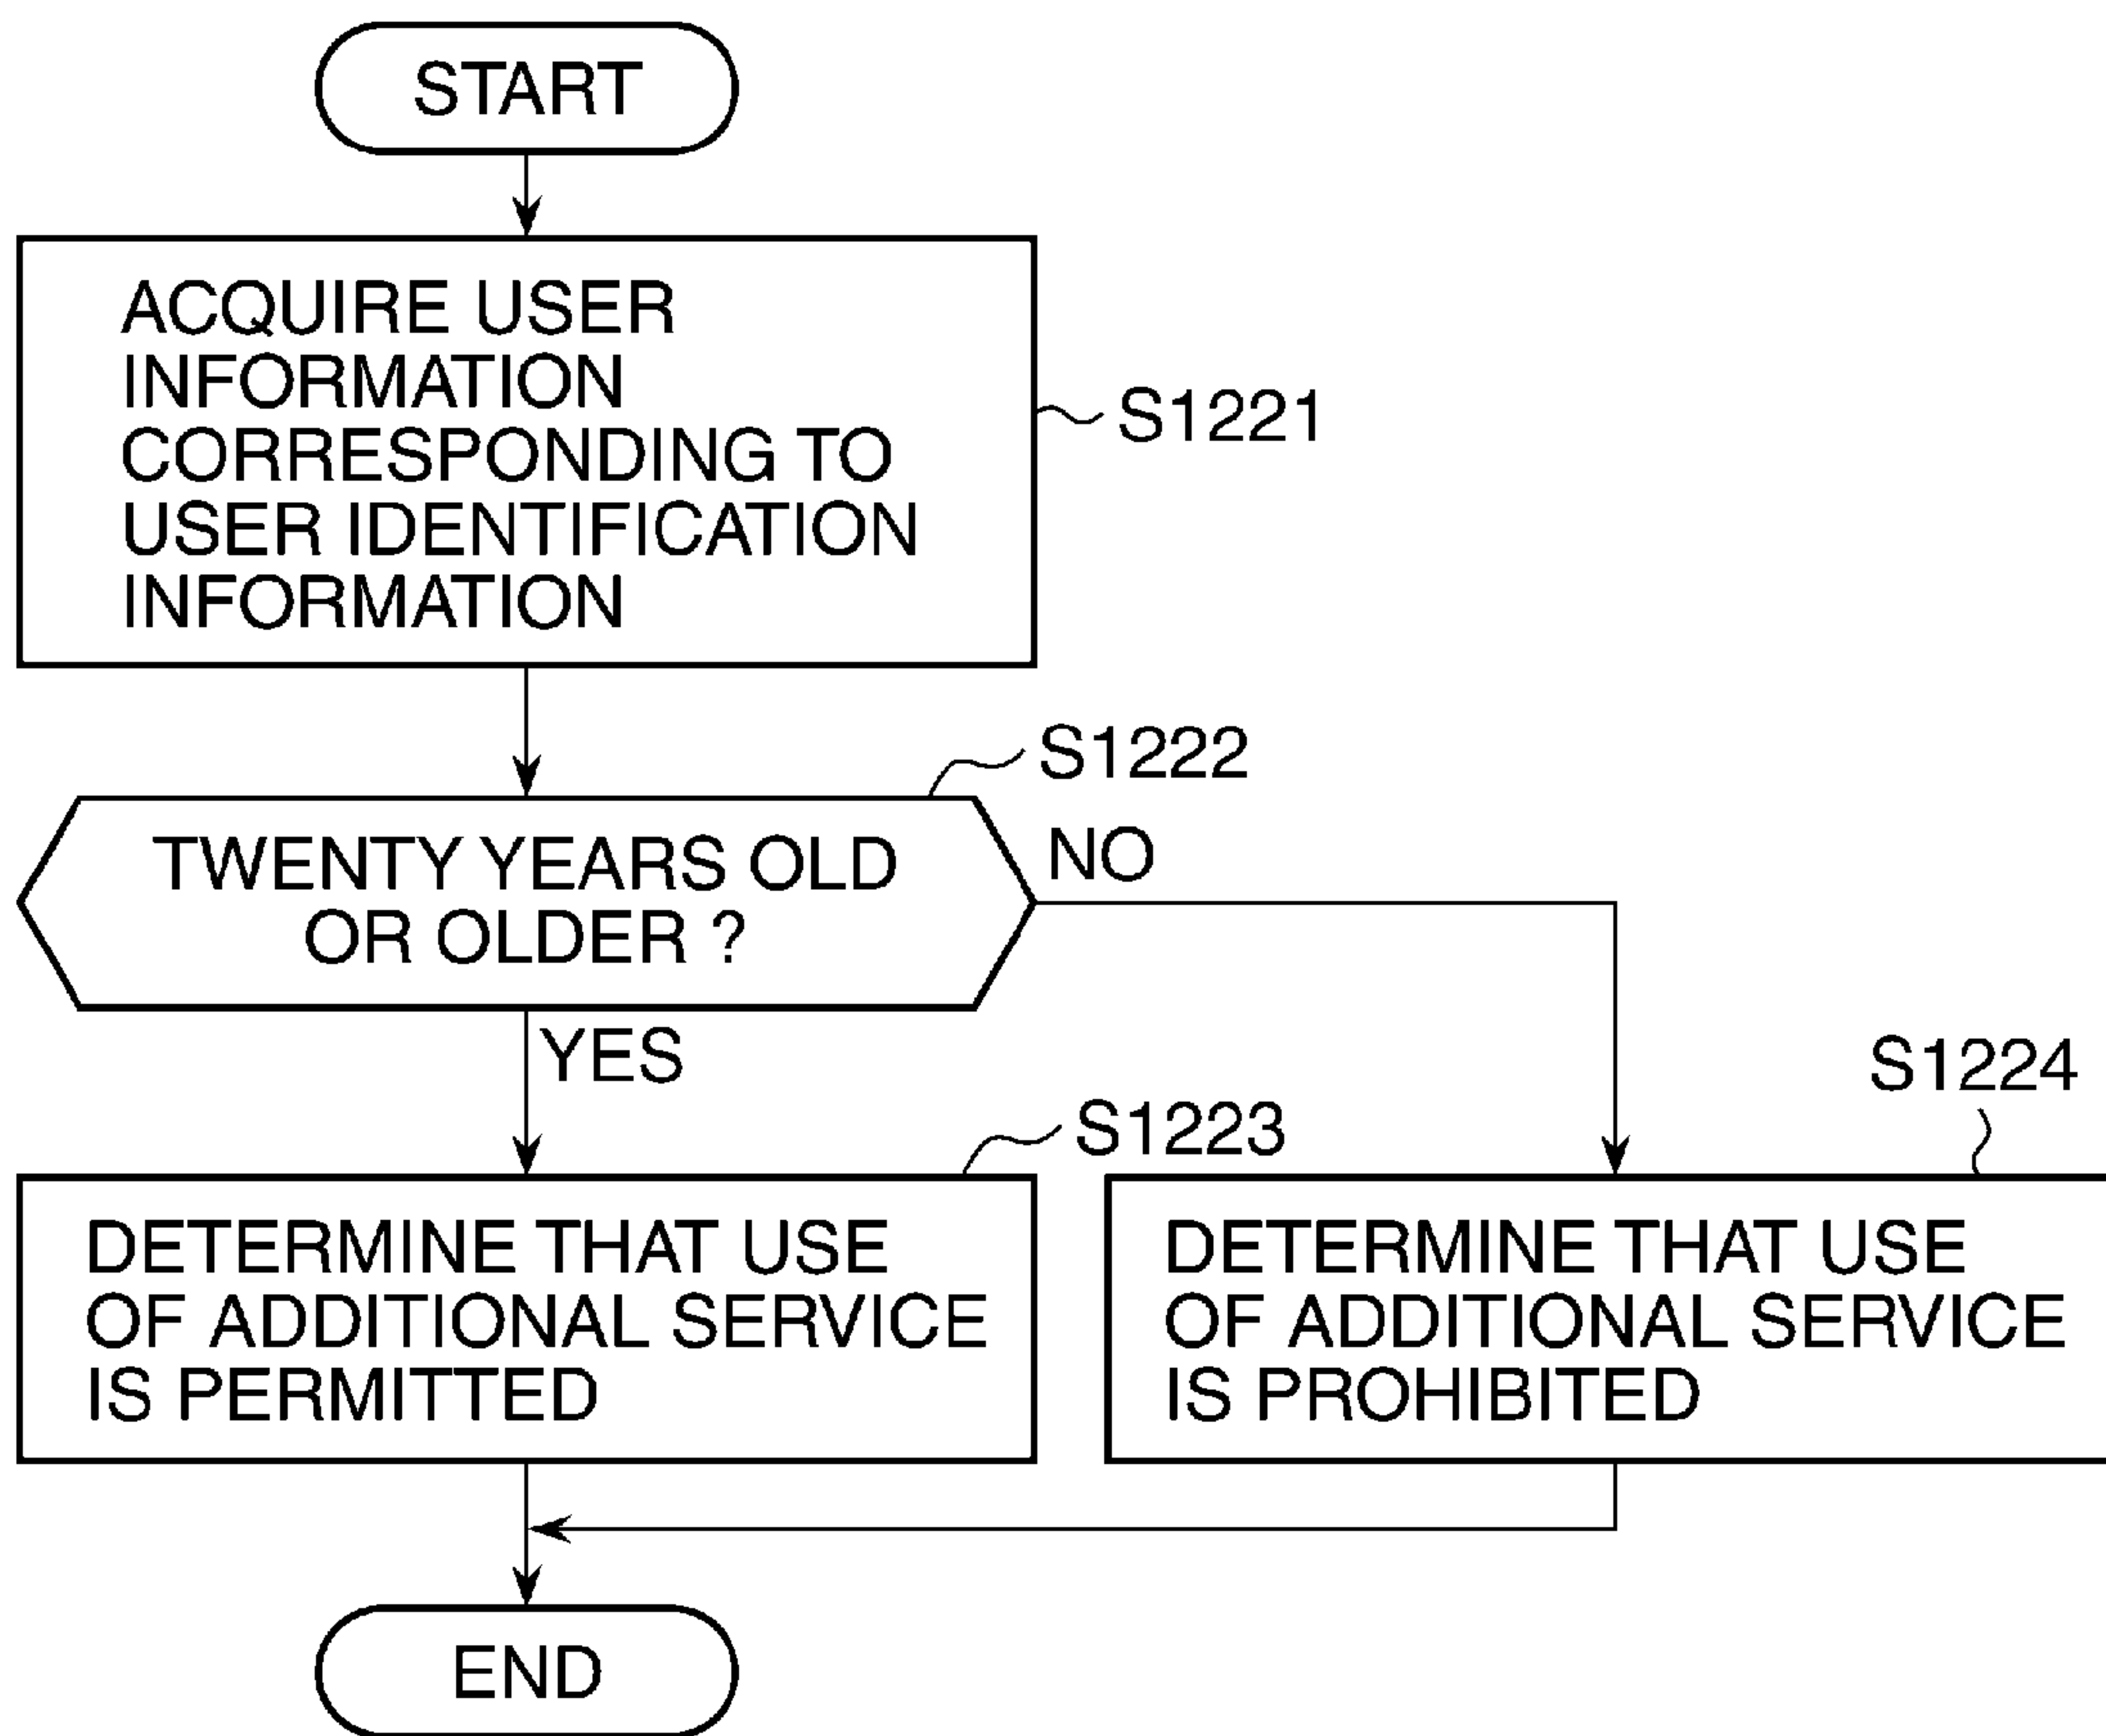 START
ACQUIRE USER
INFORMATION
CORRESPONDING TO
USER IDENTIFICATION
INFORMATION
S1221
S1222
TWENTY YEARS OLD
OR OLDER ?
NO
YES
S1223
DETERMINE THAT USE
OF ADDITIONAL SERVICE
IS PERMITTED
S1224
DETERMINE THAT USE
OF ADDITIONAL SERVICE
IS PROHIBITED
END